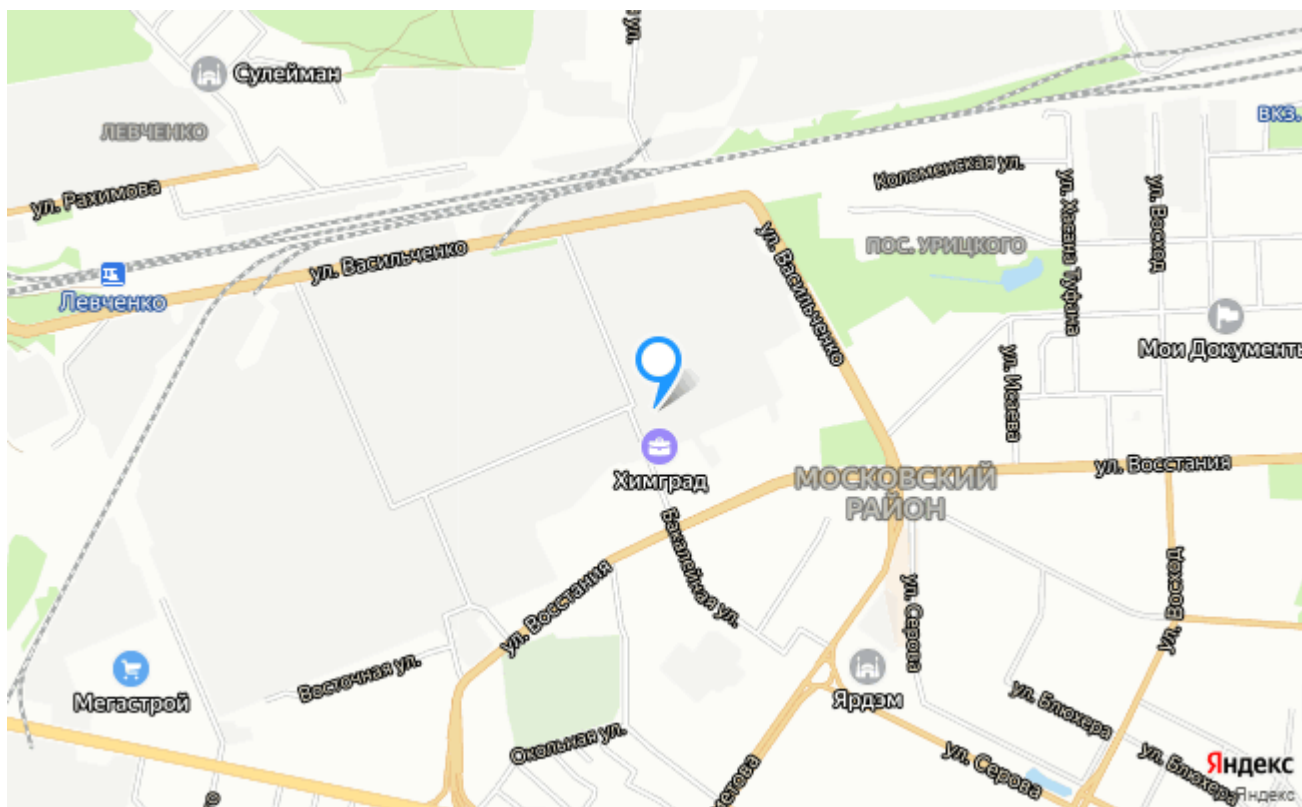 ул.
Сулейман
ЛЕВЧЕНКО
вкз.
Коломенская ул.
ул. Рахимова
ул. Хасана Туфана
ул. Восход
ул. Васильченко
ул. Васильченко
ПОС. УРИЦКОГО
Левченко
Мои Документы
ул. Исаева
ул. Восстания
Химград
МОСКОВСКИЙ
РАЙОН
Бакалейная ул.
ул. Восстания
ул. Серова
ул. Восход
Восточная ул.
Мегастрой
Ярдэм
ул. Блюхера
Окольная ул.
ул. Серова
ул. Блюхера
Яндекс
Яндекс